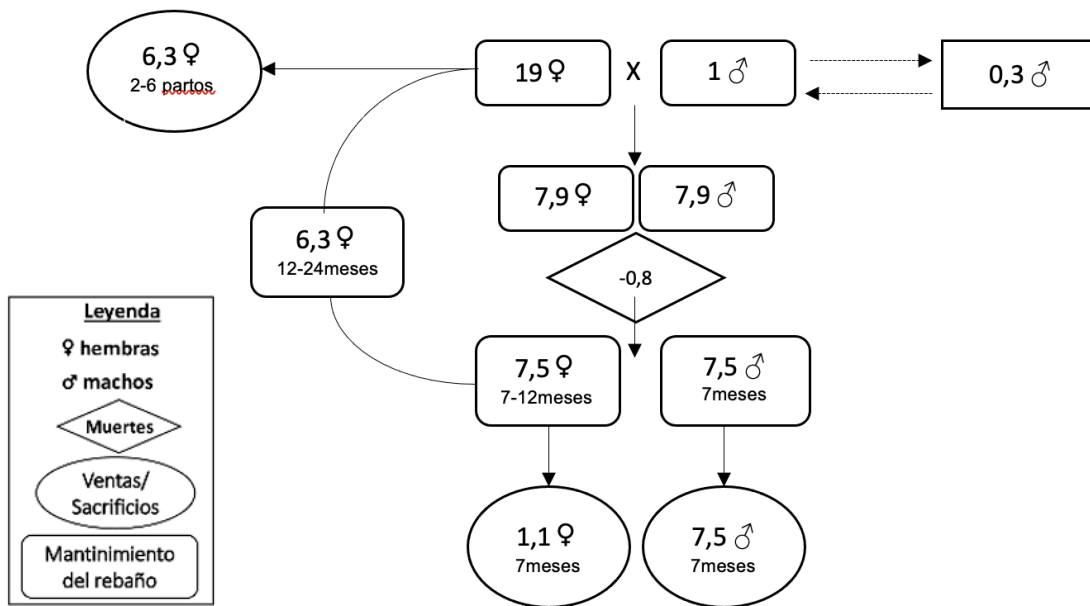 6,3 ♀
2-6 partos
19 ♀
X
1 ♂
0,3 ♂
7,9 ♀
7,9 ♂
6,3 ♀
12-24meses
-0,8
7,5 ♀
7-12meses
7,5 ♂
7meses
1,1 ♀
7meses
7,5 ♂
7meses
Leyenda
♀ hembras
♂ machos
Muertes
Ventas/
Sacrificios
Mantinimiento
del rebaño